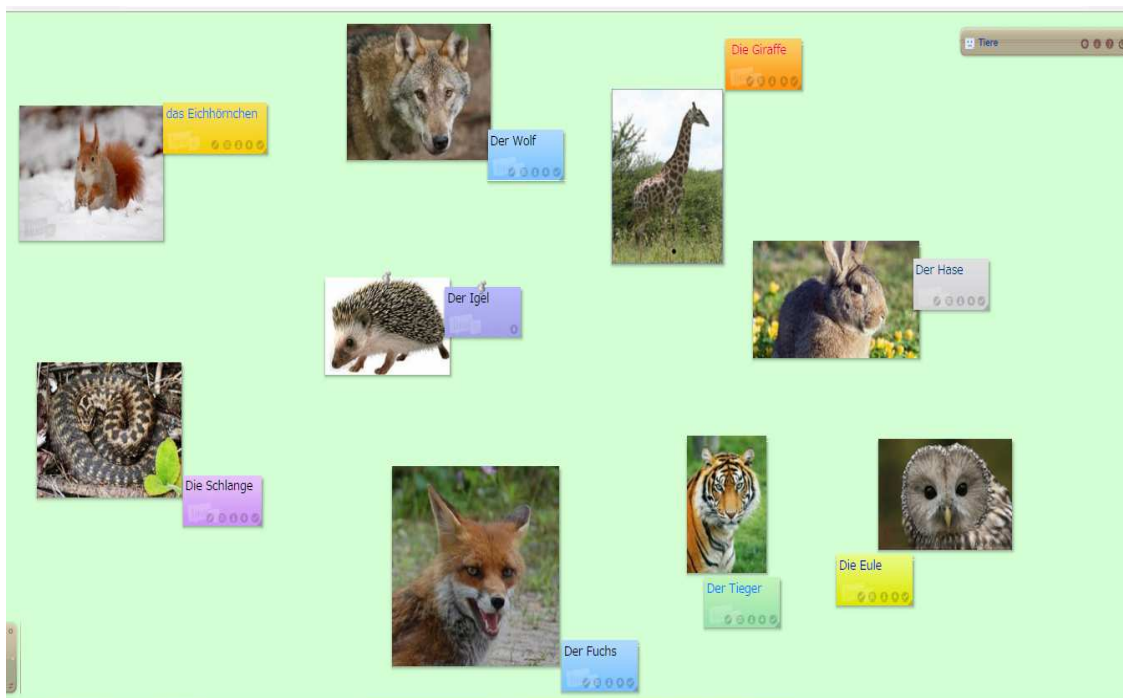 Die Giraffe
Tiere
das Eichhörnchen
Der Wolf
Der Hase
Der Igel
Die Schlange
Die Eule
Der Tieger
Der Fuchs